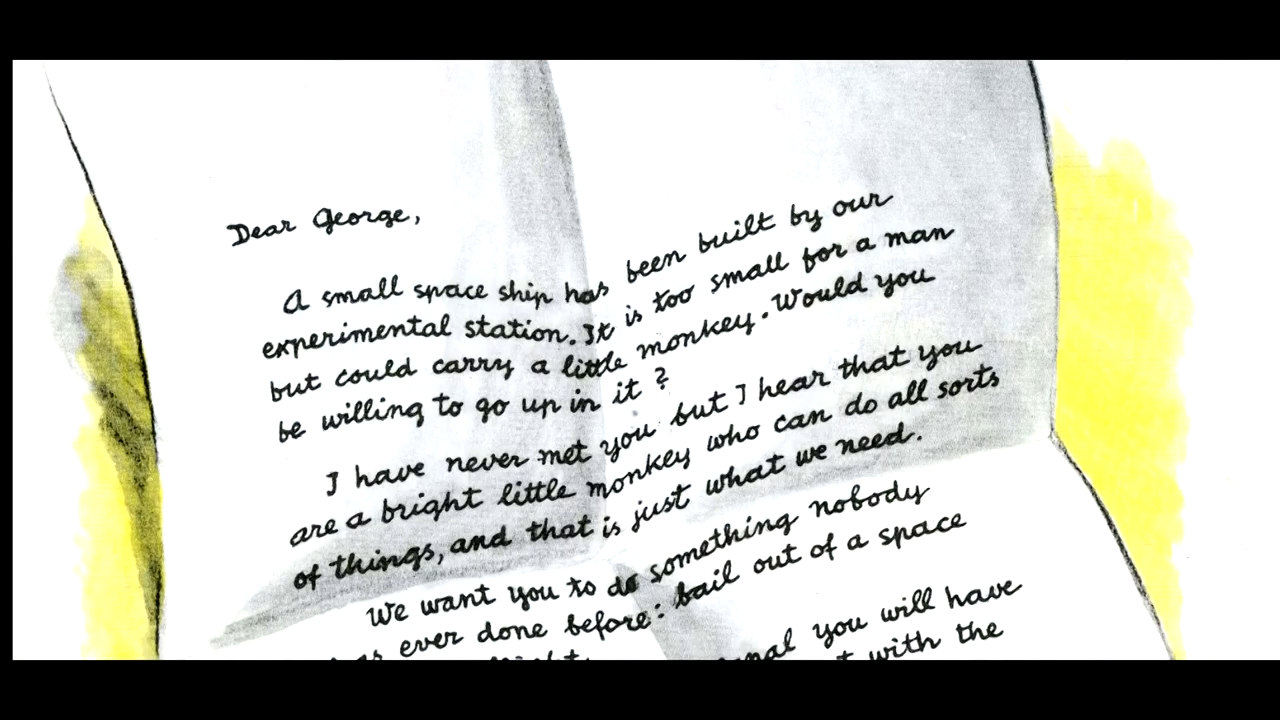 Dear George,
A small space ship has been built by our
experimental station. It is too small for a man
but could carry a little monkey. Would you
be willing to go up in it?
I have never met you but I hear that you
are a bright little monkey who can do all sorts
of things, and that is just what we need.
We want you to do something nobody
ever done before: bail out of a space
you will have
with the